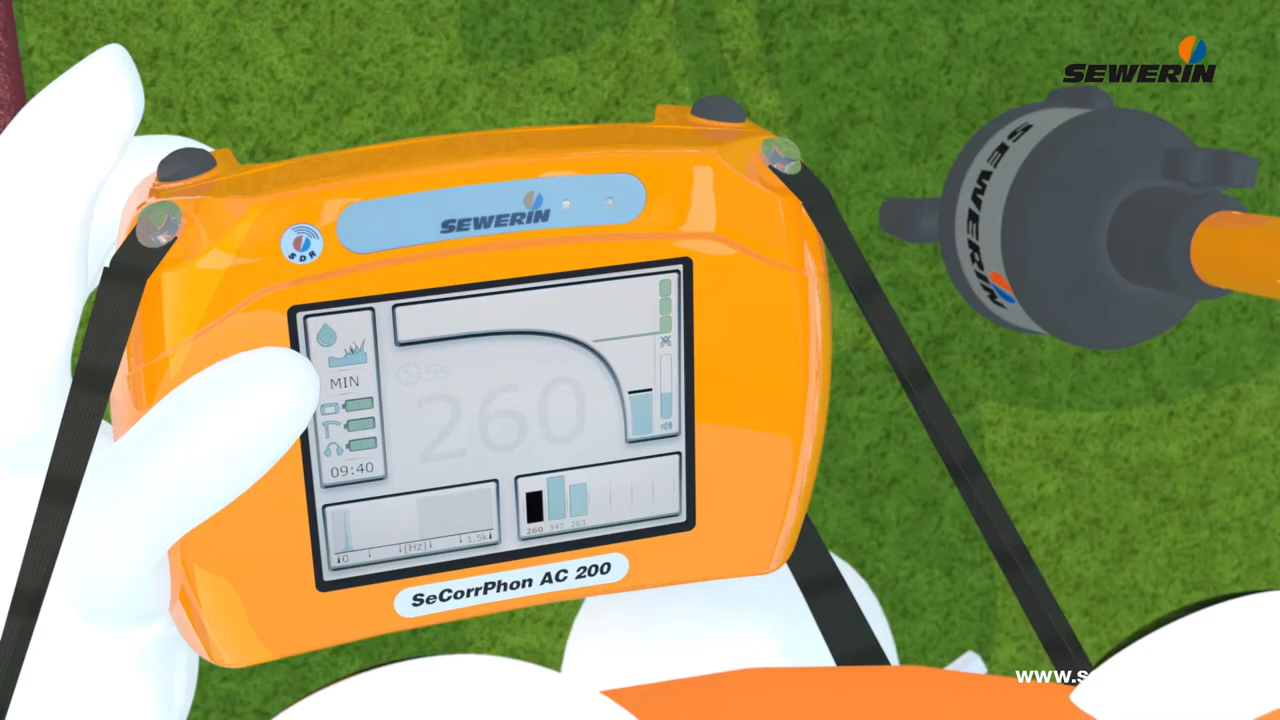 SEWERIN
SEWERIN
SEWERIN
SDR
MIN
5s
260
09:40
0
[Hz]
1.5k
260 347 263
SeCorrPhon AC 200
www.s